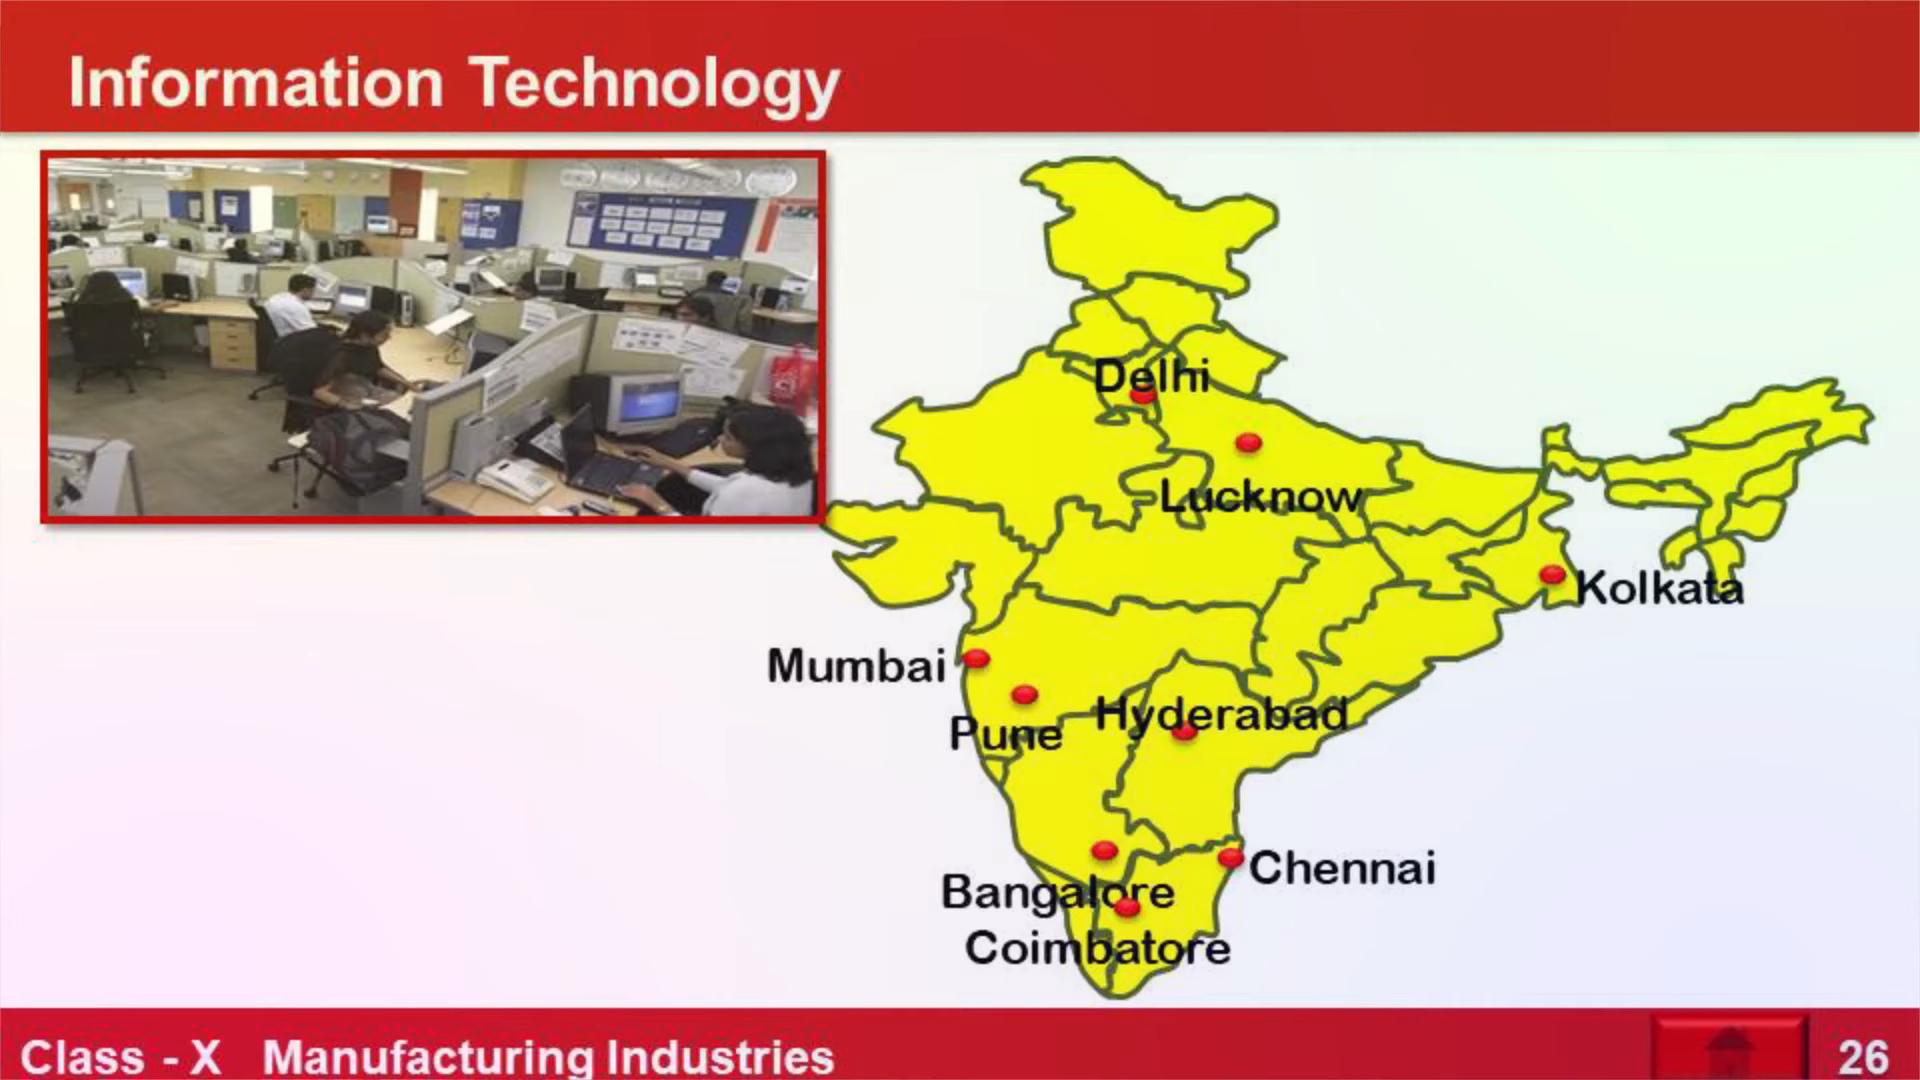 Information Technology
Delhi
Lucknow
Kolkata
Mumbai
Pune
Hyderabad
Chennai
Bangalore
Coimbatore
Class - X Manufacturing Industries
26